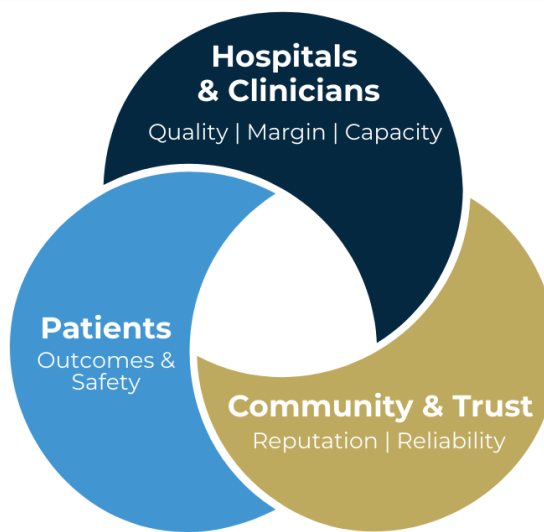 Hospitals
& Clinicians
Quality | Margin | Capacity
Patients
Outcomes &
Safety
Community & Trust
Reputation | Reliability